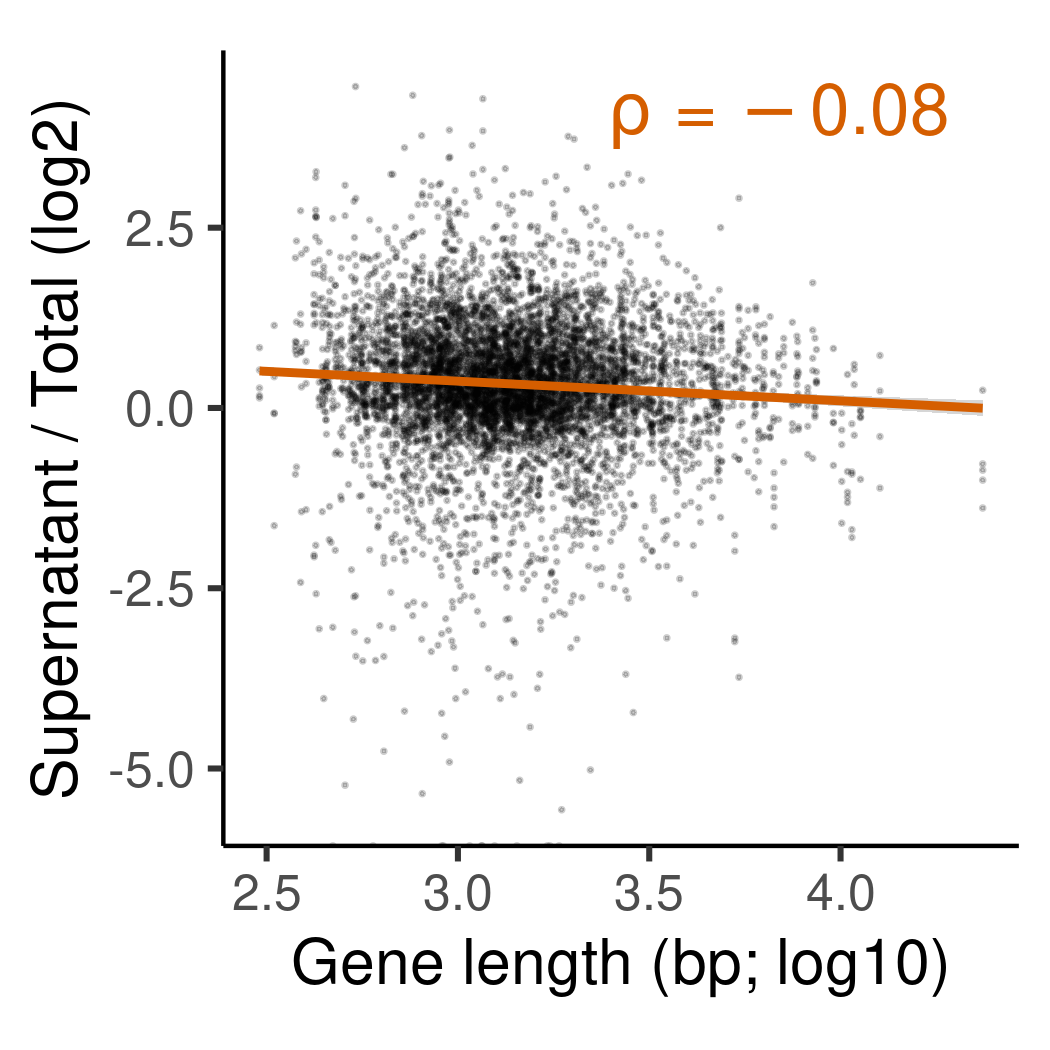 ρ = − 0.08
Supernatant / Total (log2)
2.5
0.0
-2.5
-5.0
2.5 3.0 3.5 4.0
Gene length (bp; log10)